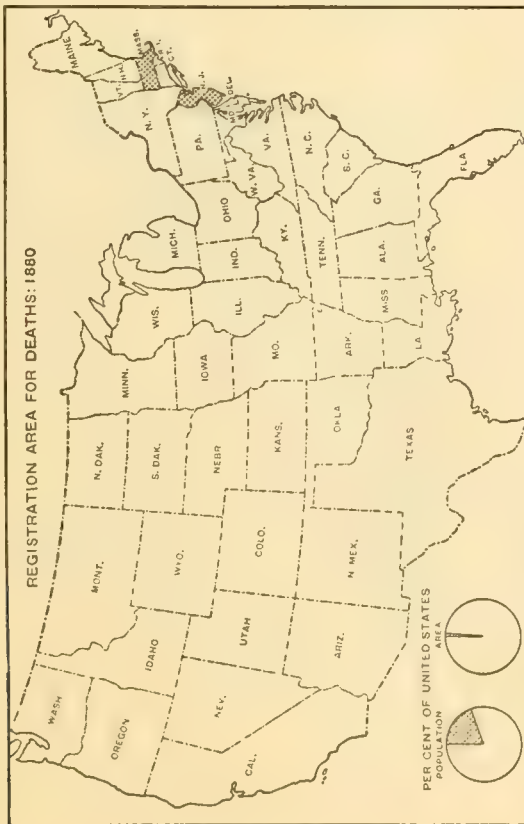 REGISTRATION AREA FOR DEATHS: 1880
WASH
OREGON
CAL.
NEV.
IDAHO
MONT.
WYO.
UTAH
COLO.
ARIZ.
N. MEX.
N. DAK.
S. DAK.
NEBR
KANS.
OKLA
TEXAS
MINN.
IOWA
MO.
ARK.
LA
WIS.
ILL.
MICH.
IND.
OHIO
KY.
TENN.
MISS
ALA.
GA.
FLA
S. C.
N. C.
VA.
W. VA.
PA.
N. Y.
MAINE
VT.
N. H.
MASS.
R. I.
CT.
N. J.
DEL.
MD.
PER CENT OF UNITED STATES
POPULATION
AREA